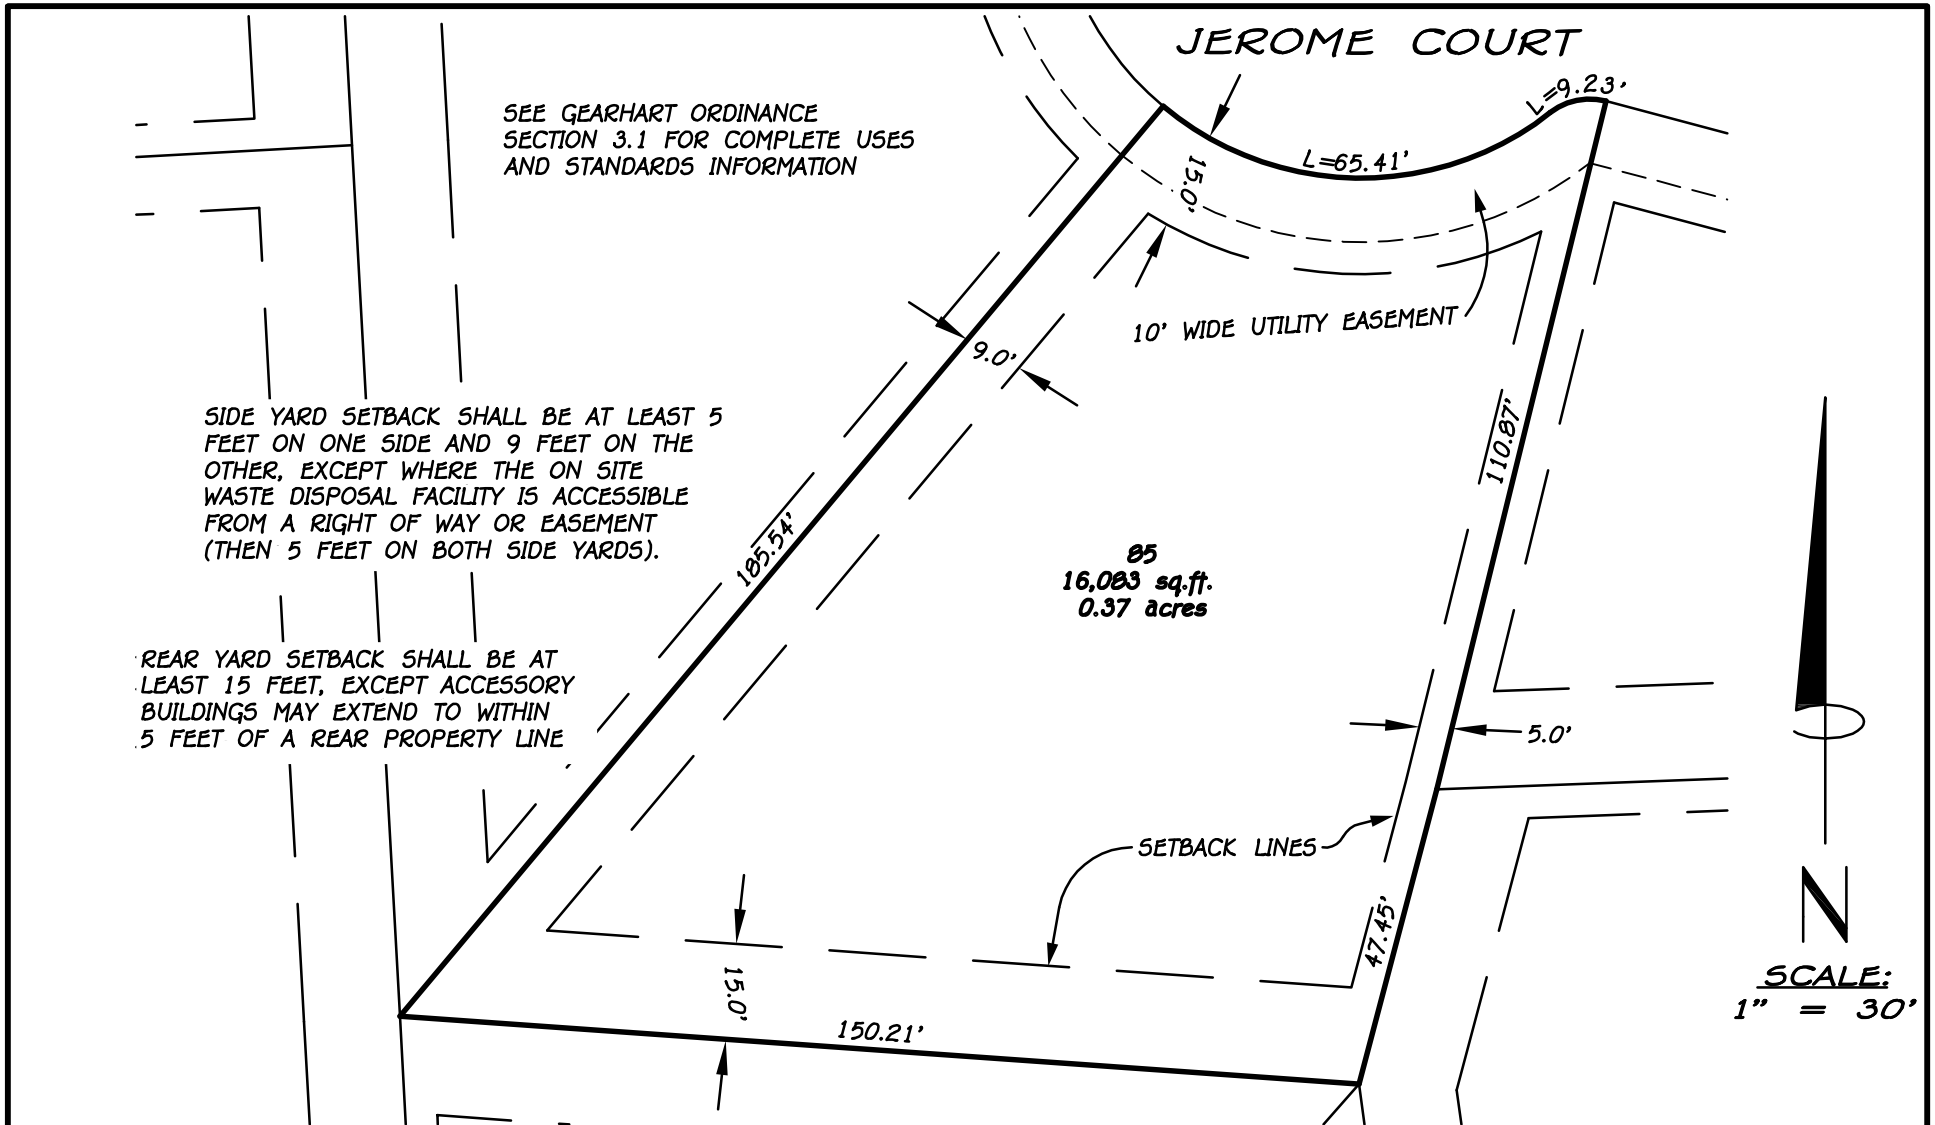 JEROME COURT
L=9.23'
SEE GEARHART ORDINANCE
SECTION 3.1 FOR COMPLETE USES
AND STANDARDS INFORMATION
L=65.41'
15.0'
10' WIDE UTILITY EASEMENT
9.0'
SIDE YARD SETBACK SHALL BE AT LEAST 5
FEET ON ONE SIDE AND 9 FEET ON THE
OTHER, EXCEPT WHERE THE ON SITE
WASTE DISPOSAL FACILITY IS ACCESSIBLE
FROM A RIGHT OF WAY OR EASEMENT
(THEN 5 FEET ON BOTH SIDE YARDS).
110.87'
185.54'
85
16,083 sq.ft.
0.37 acres
REAR YARD SETBACK SHALL BE AT
LEAST 15 FEET, EXCEPT ACCESSORY
BUILDINGS MAY EXTEND TO WITHIN
5 FEET OF A REAR PROPERTY LINE
5.0'
SETBACK LINES
47.45'
15.0'
150.21'
N
SCALE:
1" = 30'